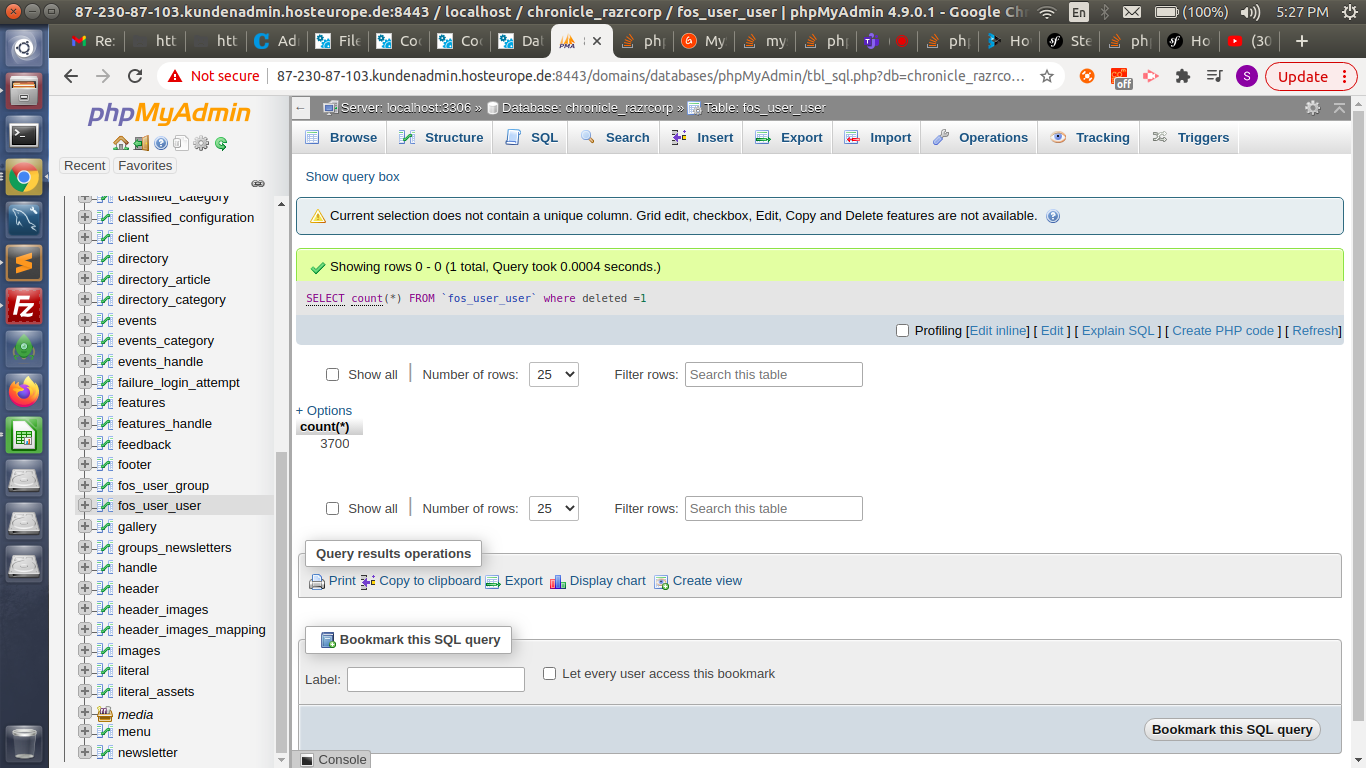 87-230-87-103.kundenadmin.hosteurope.de:8443 / localhost / chronicle_razrcorp / fos_user_user | phpMyAdmin 4.9.0.1 - Google Chr
En (100%) 5:27 PM
Re: htt htt Ad File Coo Coo Dat php My mys php php Ho Ste php Ho (30
Not secure 87-230-87-103.kundenadmin.hosteurope.de:8443/domains/databases/phpMyAdmin/tbl_sql.php?db=chronicle_razrco… off S Update
phpMyAdmin
Recent Favorites
classified_category
classified_configuration
client
directory
directory_article
directory_category
events
events_category
events_handle
failure_login_attempt
features
features_handle
feedback
footer
fos_user_group
fos_user_user
gallery
groups_newsletters
handle
header
header_images
header_images_mapping
images
literal
literal_assets
media
menu
newsletter
Server: localhost:3306 » Database: chronicle_razrcorp » Table: fos_user_user
Browse Structure SQL Search Insert Export Import Operations Tracking Triggers
Show query box
Current selection does not contain a unique column. Grid edit, checkbox, Edit, Copy and Delete features are not available.
Showing rows 0 - 0 (1 total, Query took 0.0004 seconds.)
SELECT count(*) FROM `fos_user_user` where deleted =1
Profiling [Edit inline] [ Edit ] [ Explain SQL ] [ Create PHP code ] [ Refresh]
Show all | Number of rows: 25 Filter rows: Search this table
+ Options
count(*)
3700
Show all | Number of rows: 25 Filter rows: Search this table
Query results operations
Print Copy to clipboard Export Display chart Create view
Bookmark this SQL query
Label: Let every user access this bookmark
Bookmark this SQL query
Console